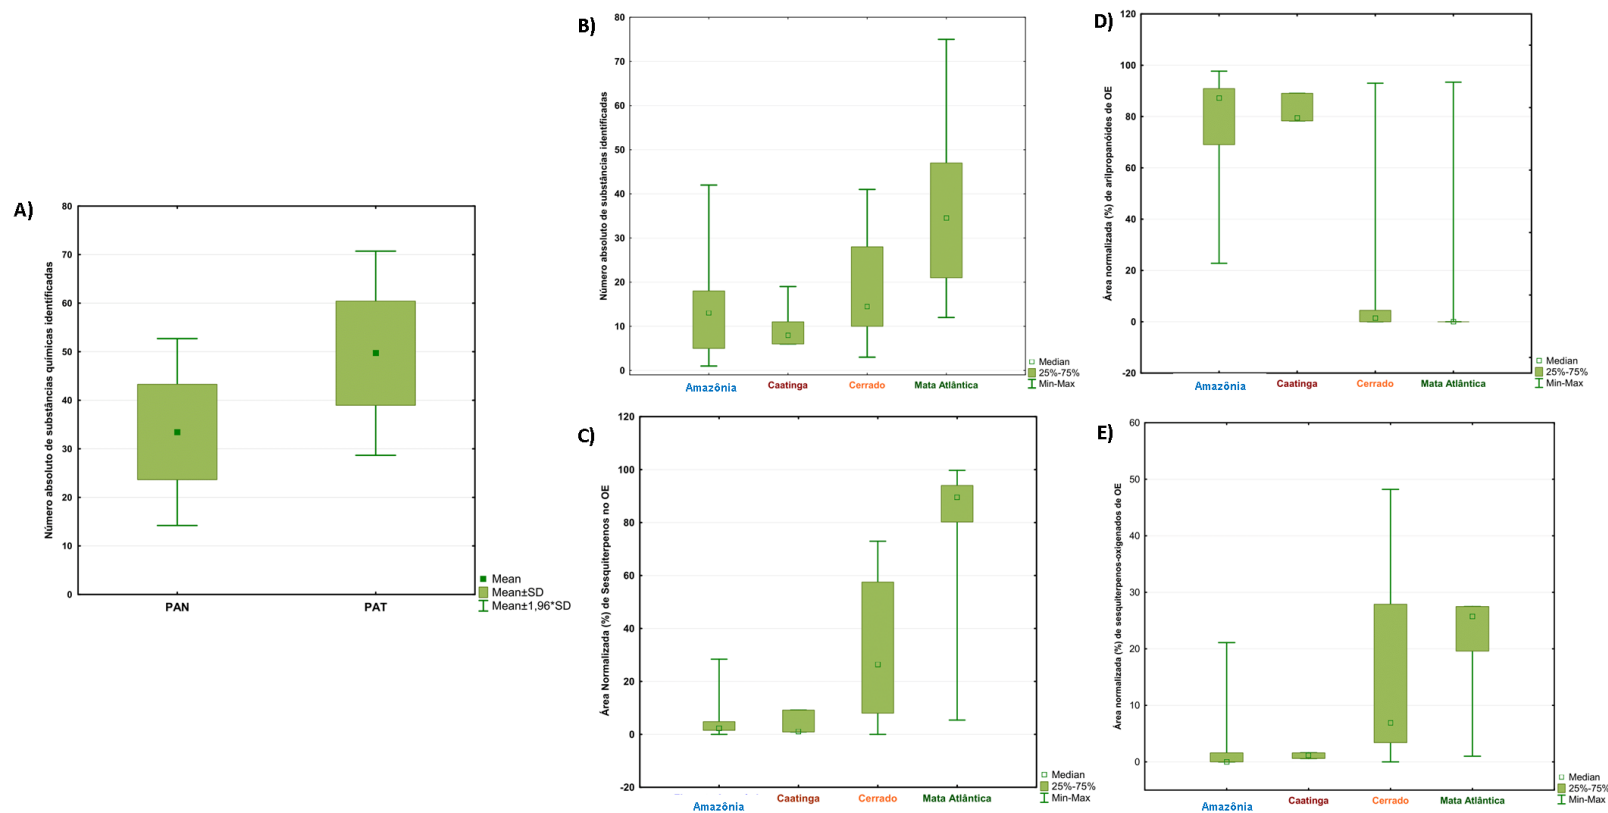 A)
Número absoluto de substâncias químicas identificadas
80
70
60
50
40
30
20
10
0
PAN PAT
Mean
Mean±SD
Mean±1,96*SD
B)
Número absoluto de substâncias identificadas
80
70
60
50
40
30
20
10
0
Amazônia Caatinga Cerrado Mata Atlântica
Median
25%-75%
Min-Max
C)
Área Normalizada (%) de Sesquiterpenos no OE
120
100
80
60
40
20
0
-20
Amazônia Caatinga Cerrado Mata Atlântica
Median
25%-75%
Min-Max
D)
Área normalizada (%) de arilpropanóides de OE
120
100
80
60
40
20
0
-20
Amazônia Caatinga Cerrado Mata Atlântica
Median
25%-75%
Min-Max
E)
Área normalizada (%) de sesquiterpenos-oxigenados de OE
60
50
40
30
20
10
0
Amazônia Caatinga Cerrado Mata Atlântica
Median
25%-75%
Min-Max